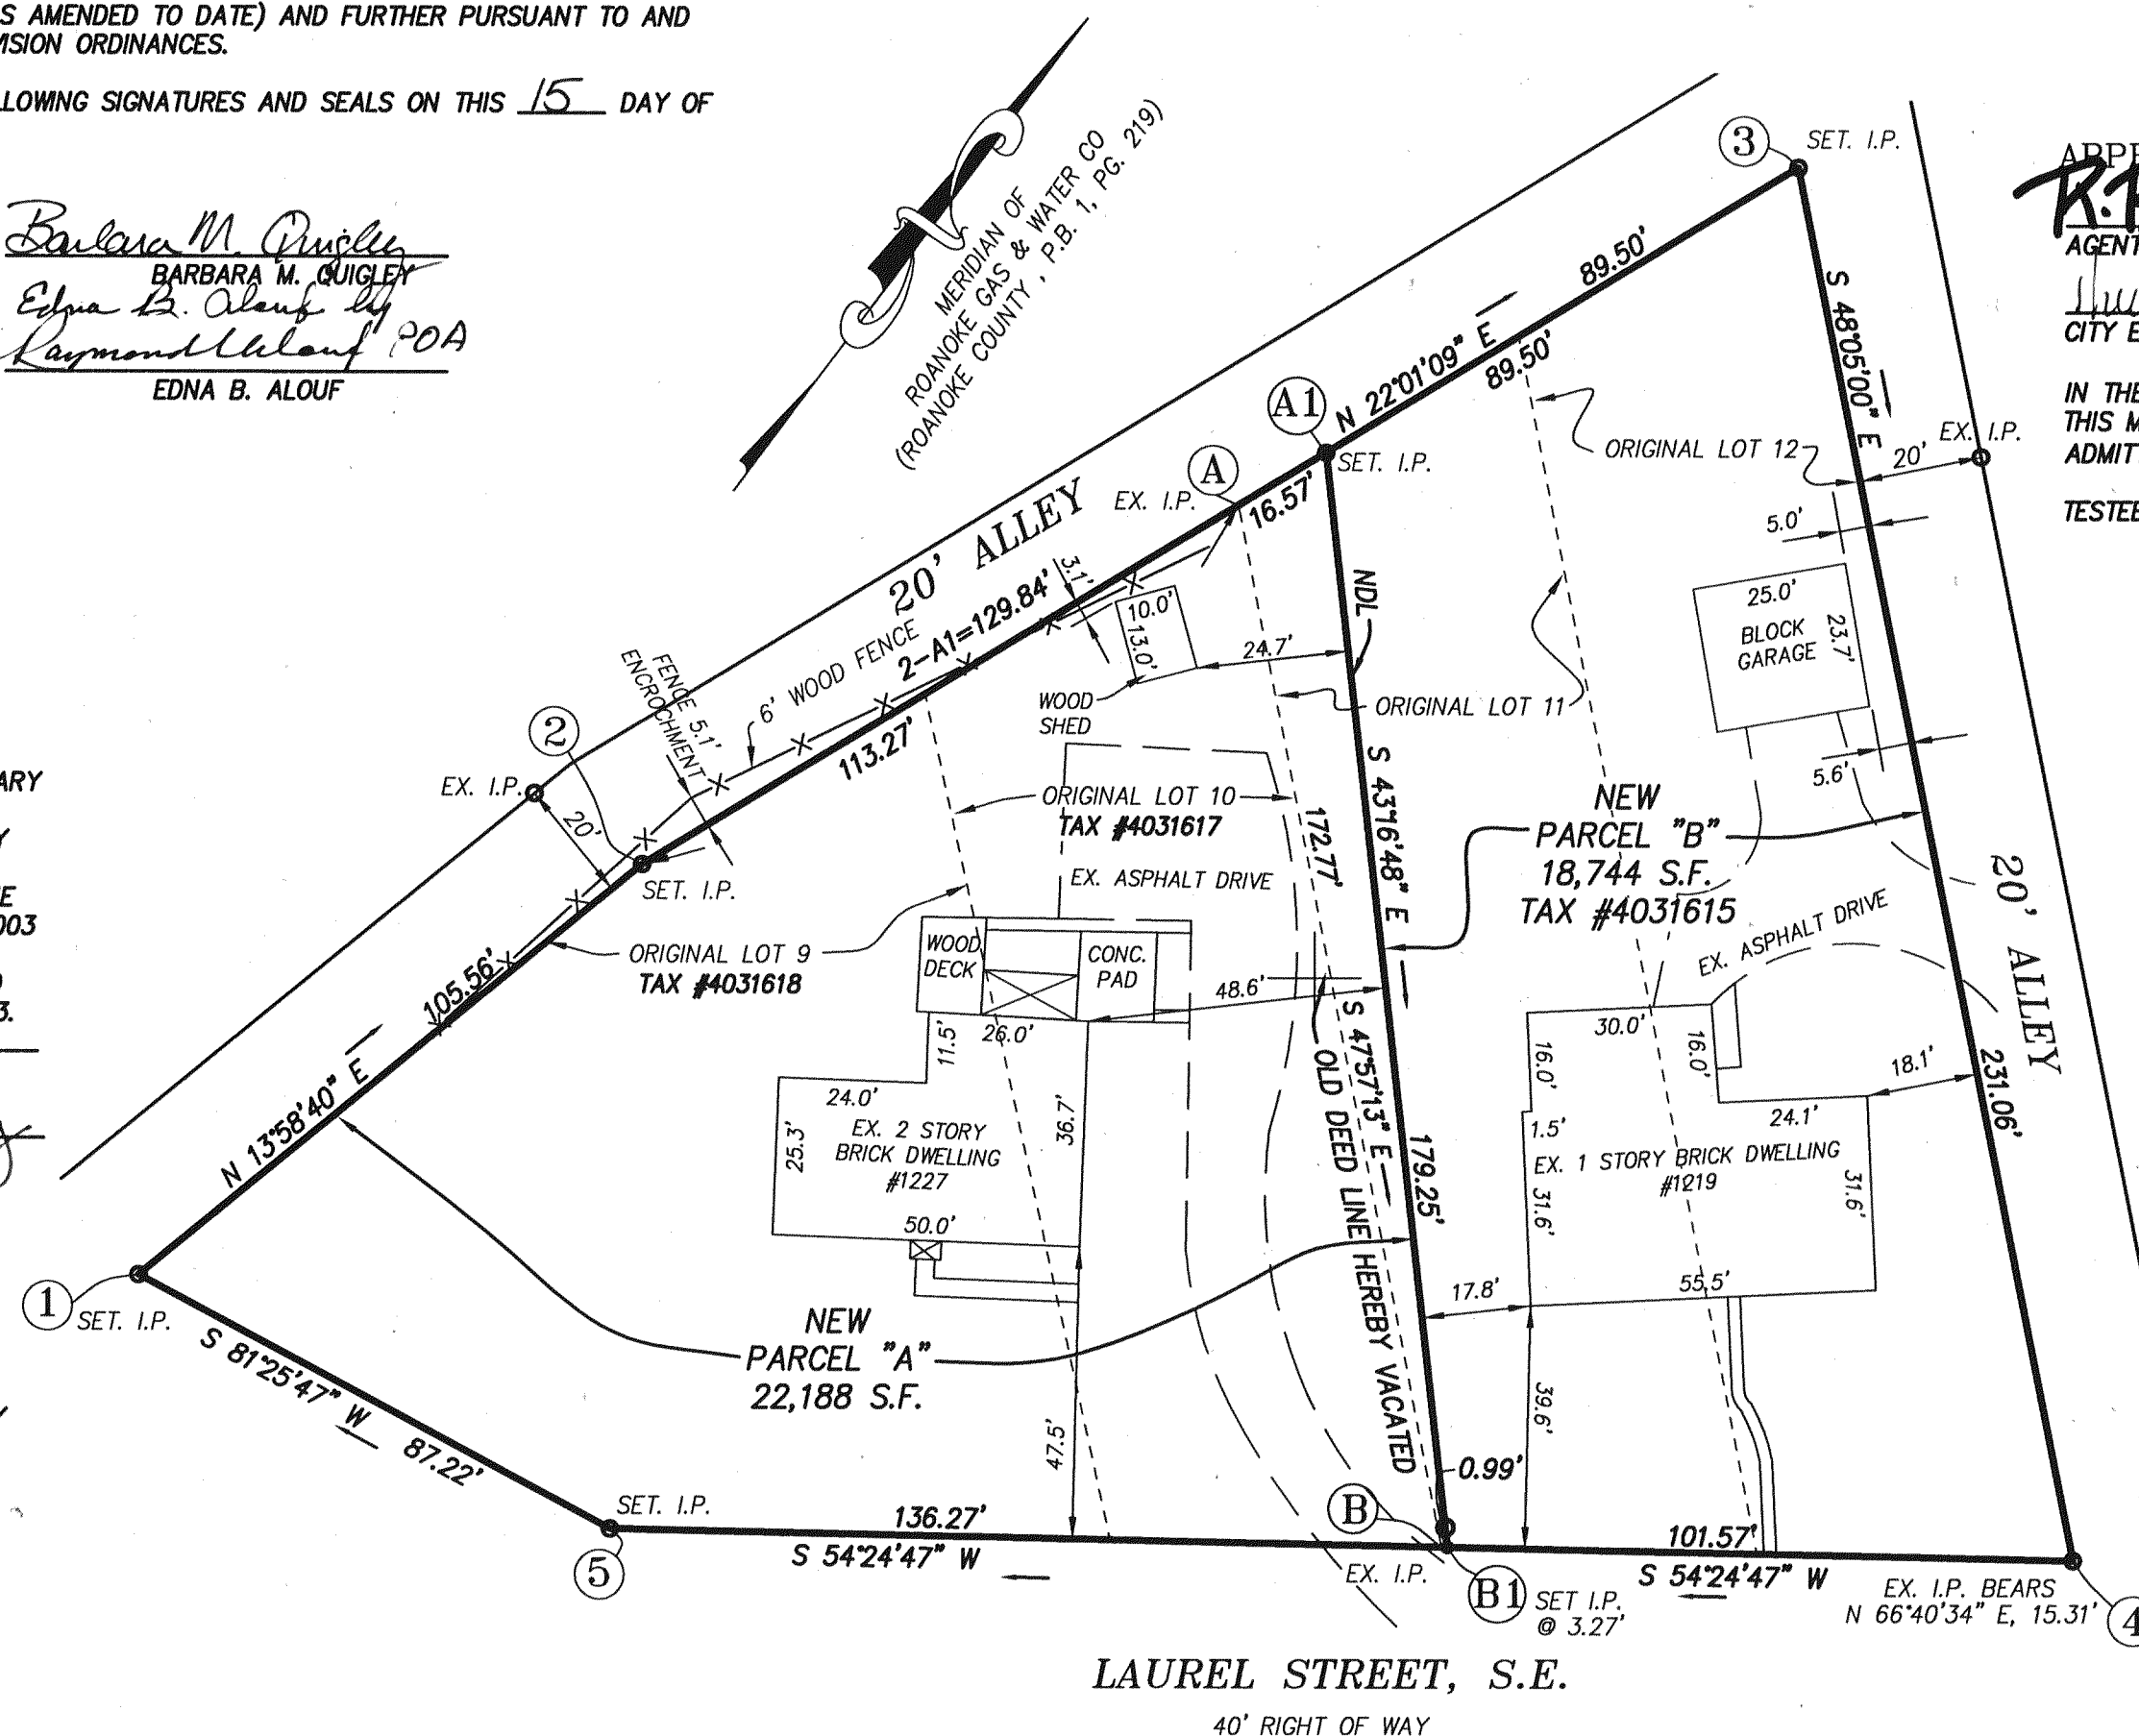 S AMENDED TO DATE) AND FURTHER PURSUANT TO AND
VISION ORDINANCES.
LLOWING SIGNATURES AND SEALS ON THIS 15 DAY OF
Barbara M. Quigley
BARBARA M. QUIGLEY
Edna B. Alouf by
Raymond Alouf POA
EDNA B. ALOUF
MERIDIAN OF
ROANOKE GAS & WATER CO
(ROANOKE COUNTY , P.B. 1, PG. 219)
3
SET. I.P.
AGENT
CITY E
IN THE
THIS M
ADMIT
TESTEE
89.50'
N 22°01'09" E
89.50'
S 48°05'00" E
EX. I.P.
20'
5.0'
ORIGINAL LOT 12
A1
SET. I.P.
A
EX. I.P.
16.57'
20' ALLEY
2-A1=129.84'
6' WOOD FENCE
FENCE 5.1'
ENCROCHMENT
3.1'
10.0'
13.0'
WOOD
SHED
24.7'
NDL
ORIGINAL LOT 11
25.0'
BLOCK
GARAGE
23.7'
5.6'
2
EX. I.P.
20'
SET. I.P.
113.27'
ORIGINAL LOT 10
TAX #4031617
EX. ASPHALT DRIVE
172.77'
S 43°16'48" E
NEW
PARCEL "B"
18,744 S.F.
TAX #4031615
EX. ASPHALT DRIVE
20' ALLEY
ARY
Y
E
003
3.
ORIGINAL LOT 9
TAX #4031618
105.56'
N 13°58'40" E
WOOD
DECK
CONC.
PAD
48.6'
26.0'
11.5'
24.0'
EX. 2 STORY
BRICK DWELLING
#1227
25.3'
36.7'
50.0'
S 47°57'13" E
OLD DEED LINE HEREBY VACATED
179.25'
30.0'
16.0'
16.0'
1.5'
24.1'
18.1'
EX. 1 STORY BRICK DWELLING
#1219
31.6'
31.6'
55.5'
17.8'
231.06'
1
SET. I.P.
S 81°25'47" W
87.22'
NEW
PARCEL "A"
22,188 S.F.
47.5'
39.6'
0.99'
SET. I.P.
5
136.27'
S 54°24'47" W
B
EX. I.P.
B1
SET I.P.
@ 3.27'
101.57'
S 54°24'47" W
EX. I.P. BEARS
N 66°40'34" E, 15.31'
4
LAUREL STREET, S.E.
40' RIGHT OF WAY